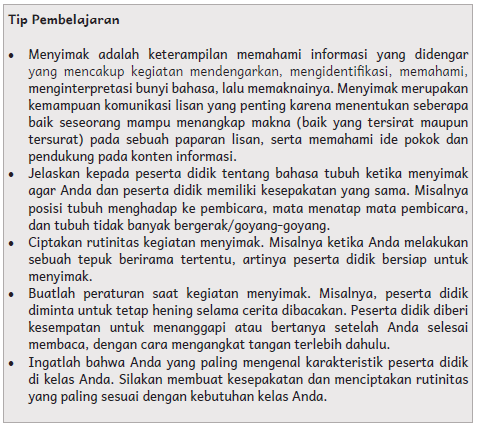 Tip Pembelajaran
• Menyimak adalah keterampilan memahami informasi yang didengar
yang mencakup kegiatan mendengarkan, mengidentifikasi, memahami,
menginterpretasi bunyi bahasa, lalu memaknainya. Menyimak merupakan
kemampuan komunikasi lisan yang penting karena menentukan seberapa
baik seseorang mampu menangkap makna (baik yang tersirat maupun
tersurat) pada sebuah paparan lisan, serta memahami ide pokok dan
pendukung pada konten informasi.
• Jelaskan kepada peserta didik tentang bahasa tubuh ketika menyimak
agar Anda dan peserta didik memiliki kesepakatan yang sama. Misalnya
posisi tubuh menghadap ke pembicara, mata menatap mata pembicara,
dan tubuh tidak banyak bergerak/goyang-goyang.
• Ciptakan rutinitas kegiatan menyimak. Misalnya ketika Anda melakukan
sebuah tepuk berirama tertentu, artinya peserta didik bersiap untuk
menyimak.
• Buatlah peraturan saat kegiatan menyimak. Misalnya, peserta didik
diminta untuk tetap hening selama cerita dibacakan. Peserta didik diberi
kesempatan untuk menanggapi atau bertanya setelah Anda selesai
membaca, dengan cara mengangkat tangan terlebih dahulu.
• Ingatlah bahwa Anda yang paling mengenal karakteristik peserta didik
di kelas Anda. Silakan membuat kesepakatan dan menciptakan rutinitas
yang paling sesuai dengan kebutuhan kelas Anda.